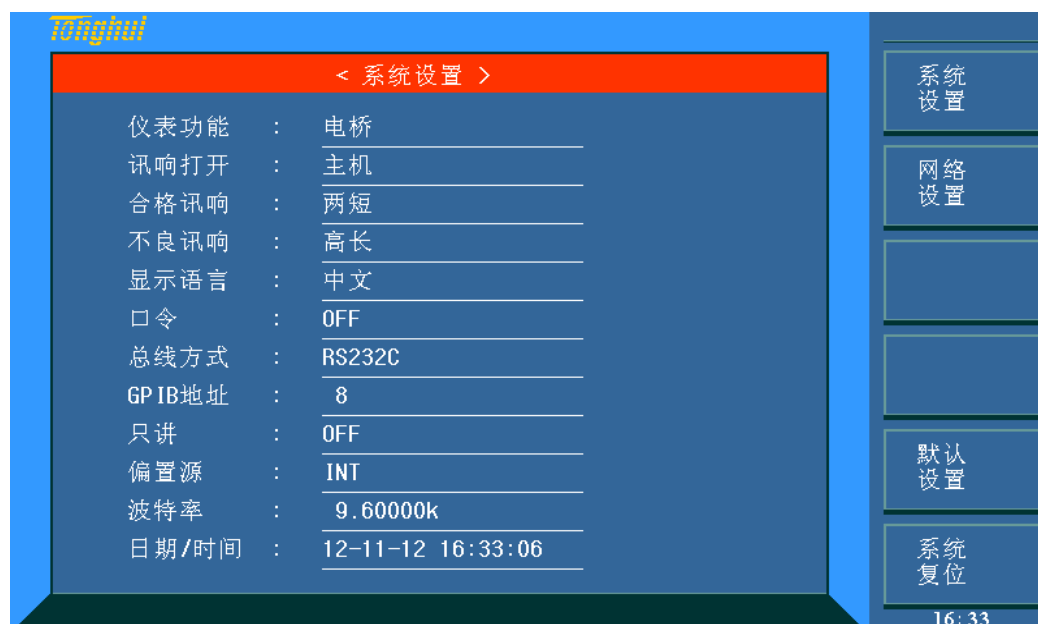 Tonghui
< 系统设置 >
仪表功能 : 电桥
讯响打开 : 主机
合格讯响 : 两短
不良讯响 : 高长
显示语言 : 中文
口令 : OFF
总线方式 : RS232C
GPIB地址 : 8
只讲 : OFF
偏置源 : INT
波特率 : 9.60000k
日期/时间 : 12-11-12 16:33:06
系统
设置
网络
设置
默认
设置
系统
复位
16:33